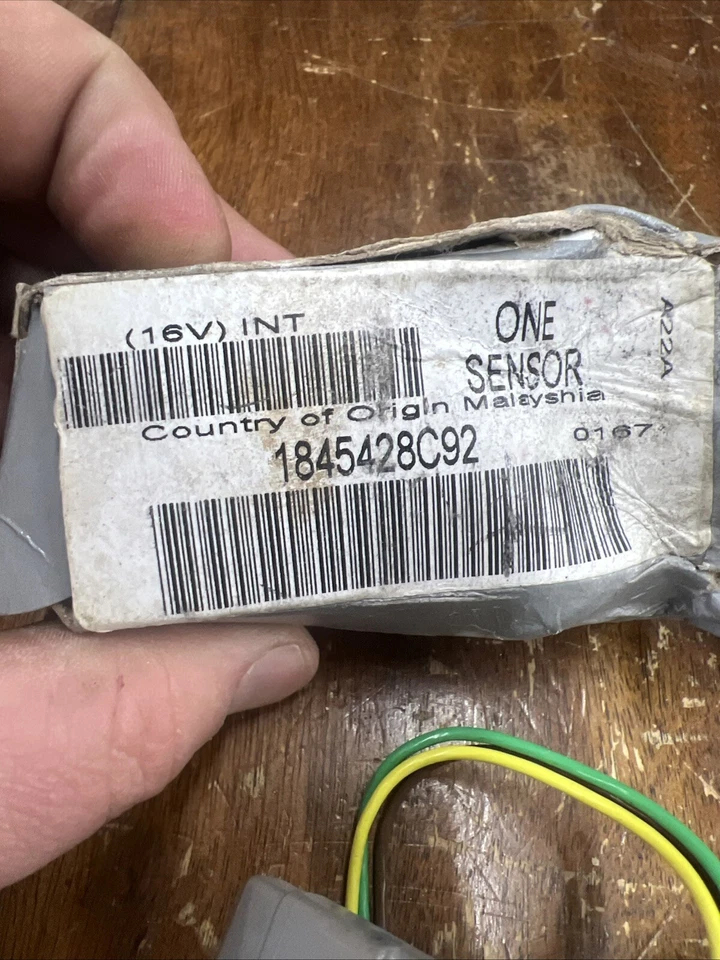 (16V) INT
ONE
SENSOR
A22A
Country of Origin Malayshia
0167
1845428C92